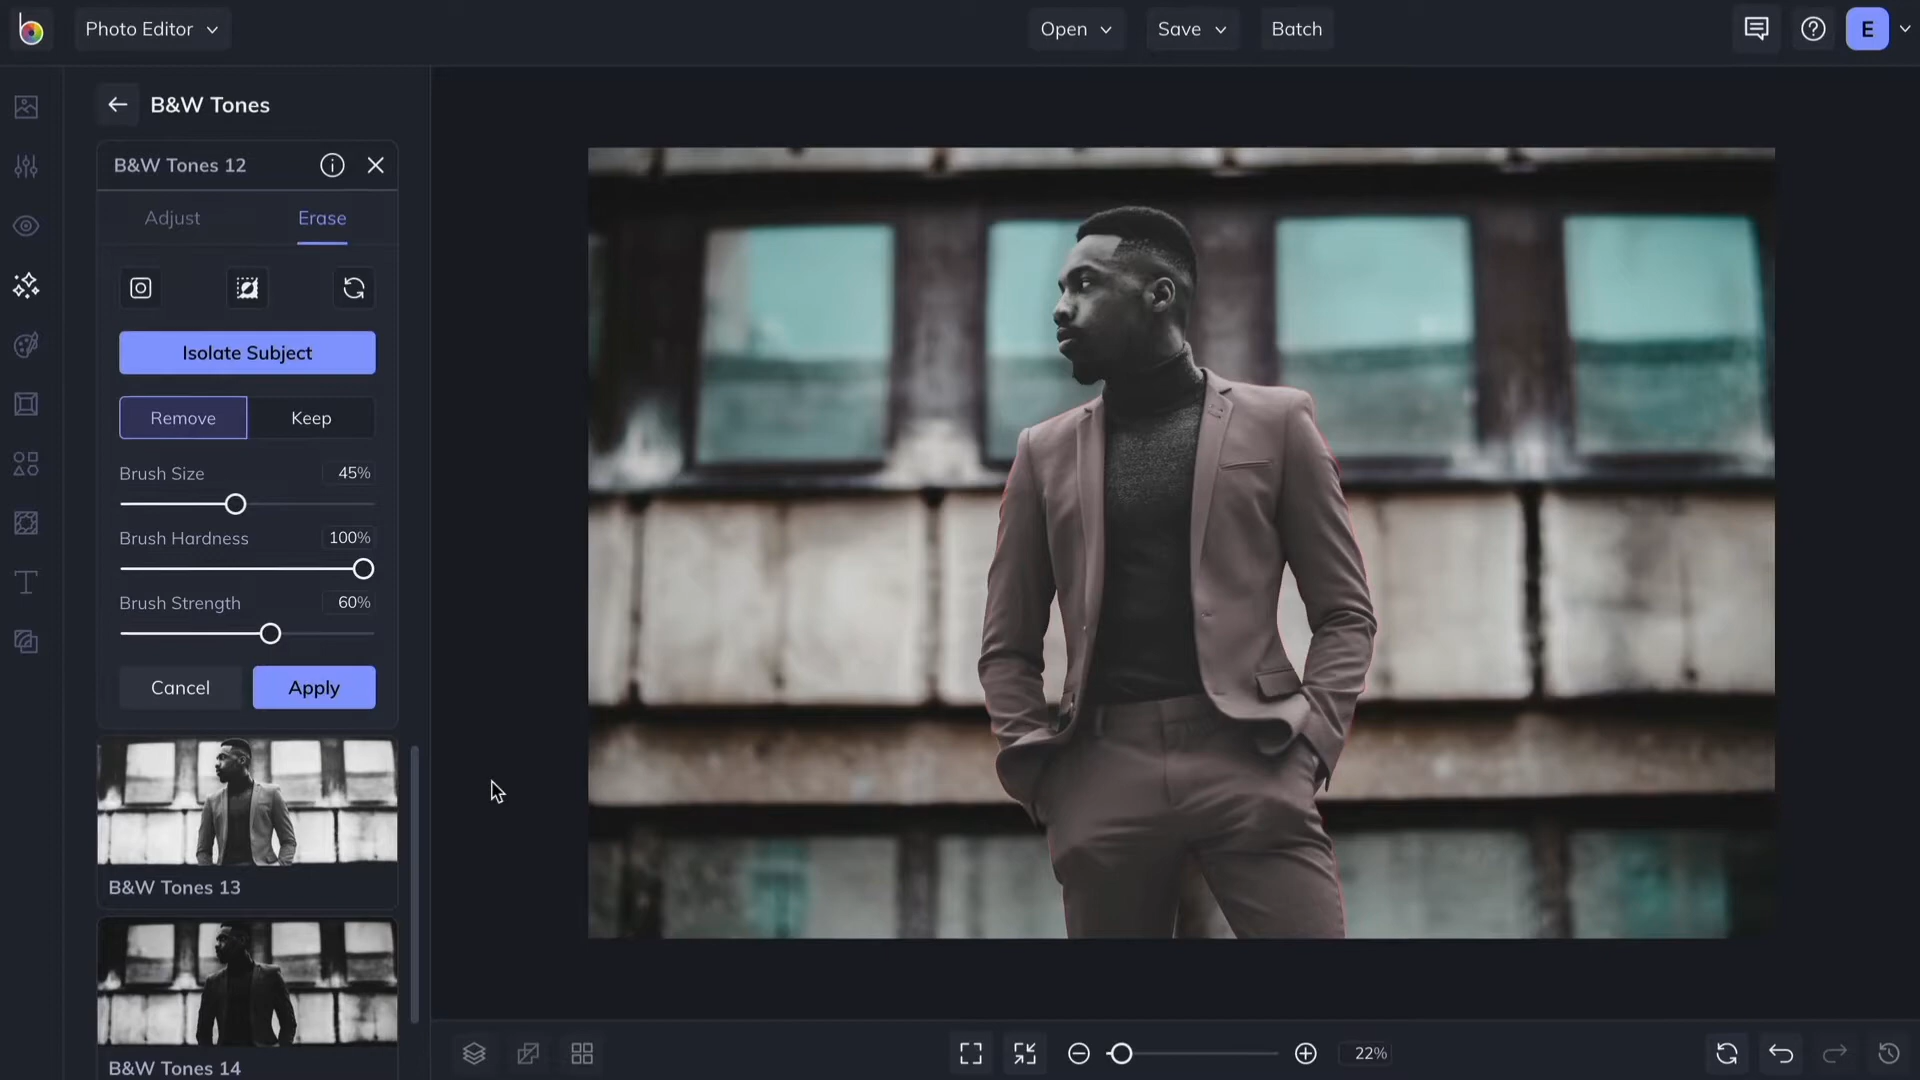 Photo Editor
Open
Save
Batch
E
B&W Tones
B&W Tones 12
Adjust
Erase
Isolate Subject
Remove
Keep
Brush Size
45%
Brush Hardness
100%
Brush Strength
60%
Cancel
Apply
B&W Tones 13
B&W Tones 14
22%